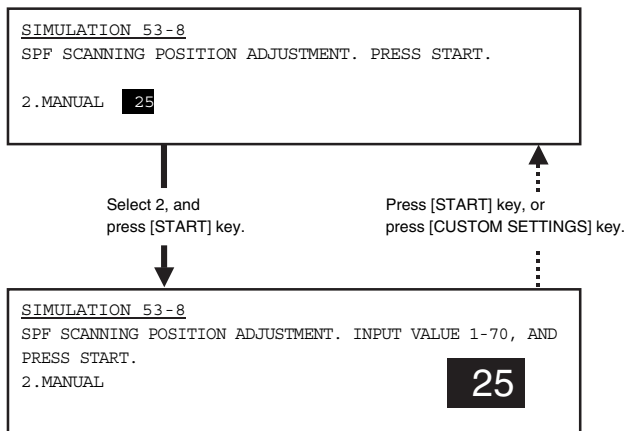 SIMULATION 53-8
SPF SCANNING POSITION ADJUSTMENT. PRESS START.
2.MANUAL 25
Select 2, and
press [START] key.
Press [START] key, or
press [CUSTOM SETTINGS] key.
SIMULATION 53-8
SPF SCANNING POSITION ADJUSTMENT. INPUT VALUE 1-70, AND
PRESS START.
2.MANUAL
25